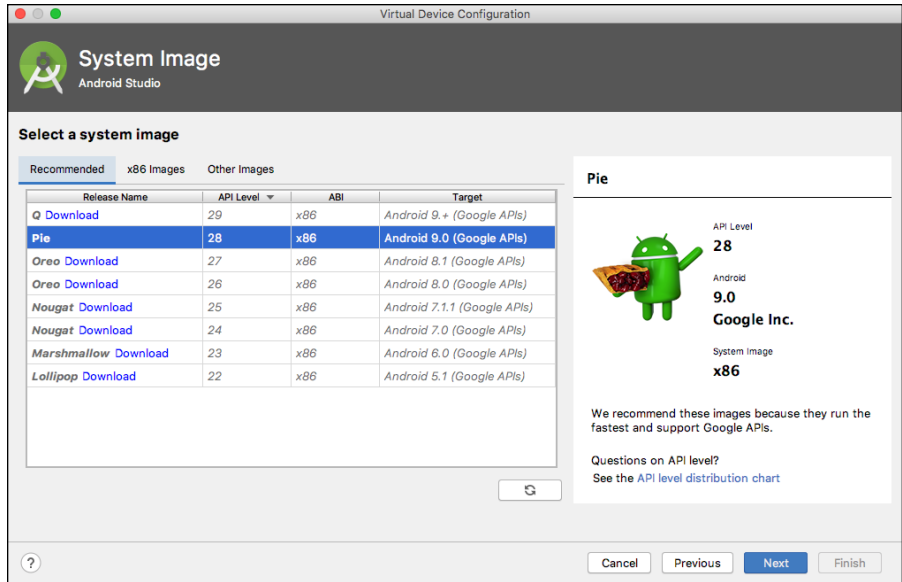 Virtual Device Configuration
System Image
Android Studio
Select a system image
Recommended x86 Images Other Images
Release Name API Level ABI Target
Q Download 29 x86 Android 9.+ (Google APIs)
Pie 28 x86 Android 9.0 (Google APIs)
Oreo Download 27 x86 Android 8.1 (Google APIs)
Oreo Download 26 x86 Android 8.0 (Google APIs)
Nougat Download 25 x86 Android 7.1.1 (Google APIs)
Nougat Download 24 x86 Android 7.0 (Google APIs)
Marshmallow Download 23 x86 Android 6.0 (Google APIs)
Lollipop Download 22 x86 Android 5.1 (Google APIs)
Pie
API Level
28
Android
9.0
Google Inc.
System Image
x86
We recommend these images because they run the
fastest and support Google APIs.
Questions on API level?
See the API level distribution chart
? Cancel Previous Next Finish